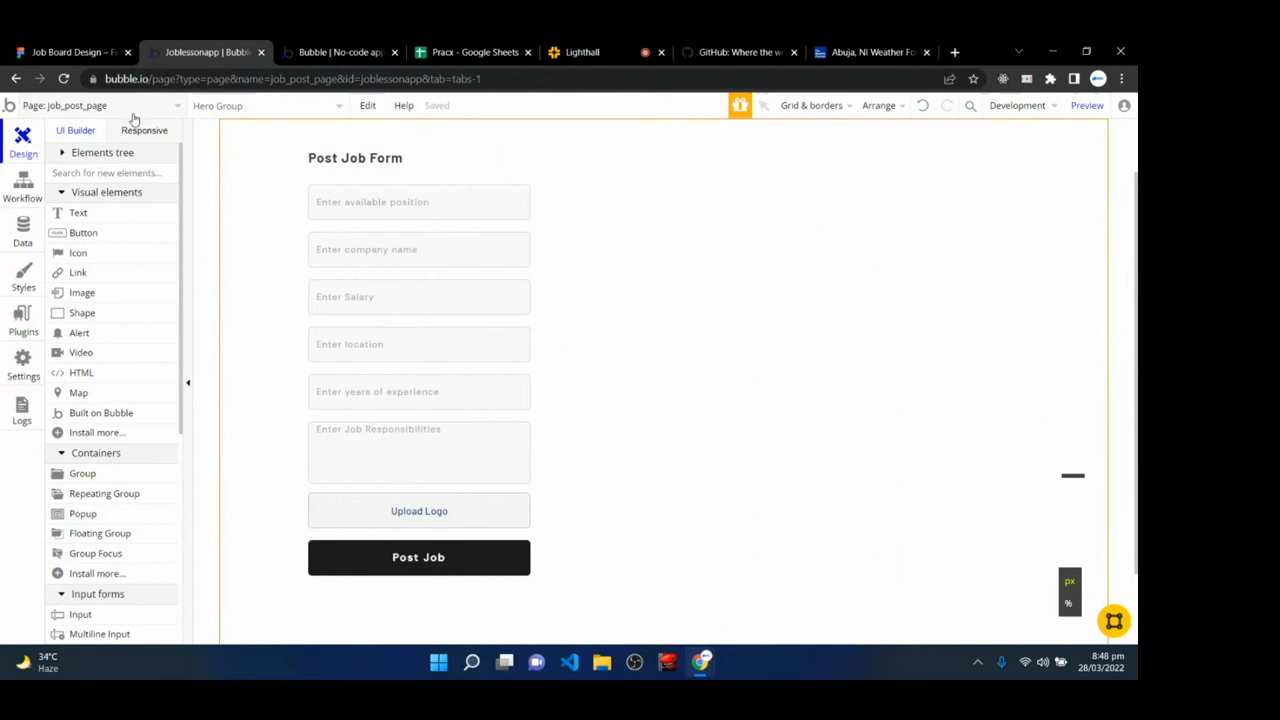 Job Board Design – F
Joblessonapp | Bubbl
Bubble | No-code app
Pracx - Google Sheets
Lighthall
GitHub: Where the w
Abuja, NI Weather Fo
bubble.io/page?type=page&name=job_post_page&id=joblessonapp&tab=tabs-1
Page: job_post_page
Hero Group
Edit
Help
Saved
Grid & borders
Arrange
Development
Preview
UI Builder
Responsive
Design
Workflow
Data
Styles
Plugins
Settings
Logs
Elements tree
Search for new elements...
Visual elements
Text
CLICK
Button
Icon
Link
Image
Shape
Alert
Video
</> HTML
Map
Built on Bubble
Install more...
Containers
Group
Repeating Group
Popup
Floating Group
Group Focus
Install more...
Input forms
Input
Multiline Input
Post Job Form
Enter available position
Enter company name
Enter Salary
Enter location
Enter years of experience
Enter Job Responsibilities
Upload Logo
Post Job
px
%
34°C
Haze
8:48 pm
28/03/2022